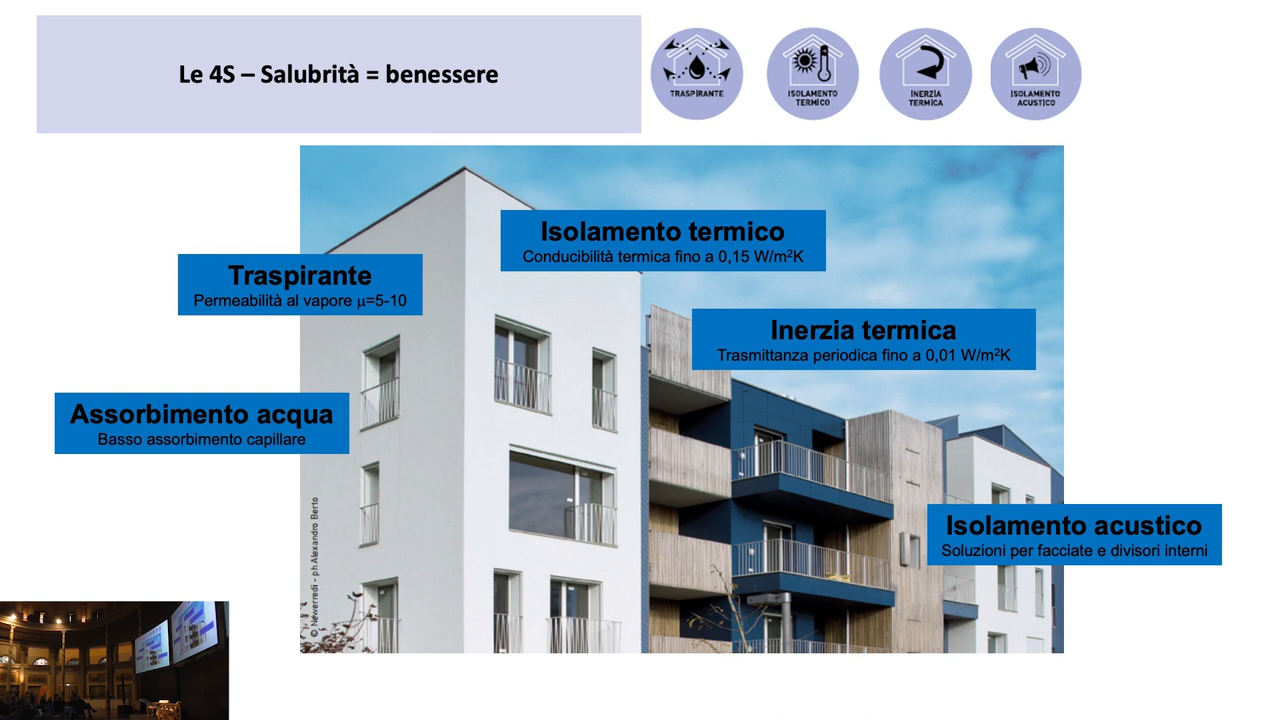 Le 4S – Salubrità = benessere
TRASPIRANTE
ISOLAMENTO
TERMICO
INERZIA
TERMICA
ISOLAMENTO
ACUSTICO
Isolamento termico
Conducibilità termica fino a 0,15 W/m²K
Traspirante
Permeabilità al vapore μ=5-10
Inerzia termica
Trasmittanza periodica fino a 0,01 W/m²K
Assorbimento acqua
Basso assorbimento capillare
Isolamento acustico
Soluzioni per facciate e divisori interni
© Newerredi - ph Alexandro Berto